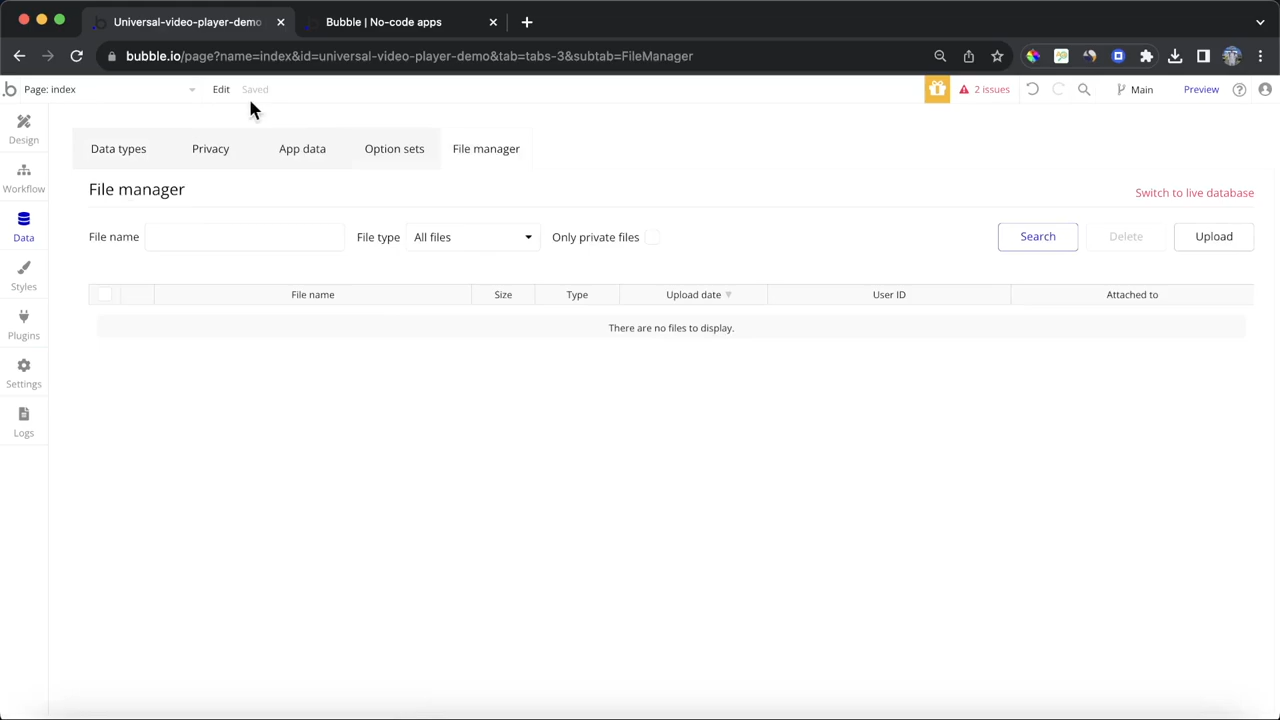 Universal-video-player-demo
Bubble | No-code apps
bubble.io/page?name=index&id=universal-video-player-demo&tab=tabs-3&subtab=FileManager
Page: index
Edit
Saved
2 issues
Main
Preview
Design
Workflow
Data
Styles
Plugins
Settings
Logs
Data types
Privacy
App data
Option sets
File manager
File manager
Switch to live database
File name
File type
All files
Only private files
Search
Delete
Upload
File name
Size
Type
Upload date
User ID
Attached to
There are no files to display.